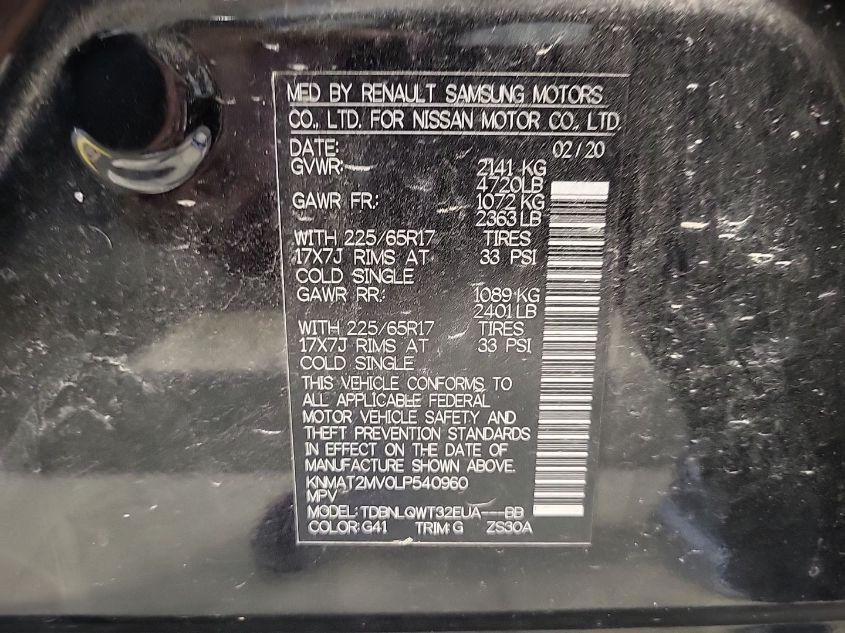 MFD BY RENAULT SAMSUNG MOTORS
CO., LTD. FOR NISSAN MOTOR CO., LTD.
DATE: 02/20
GVWR: 2141 KG
4720LB
GAWR FR: 1072 KG
2363 LB
WITH 225/65R17 TIRES
17X7J RIMS AT 33 PSI
COLD SINGLE
GAWR RR: 1089 KG
2401 LB
WITH 225/65R17 TIRES
17X7J RIMS AT 33 PSI
COLD SINGLE
THIS VEHICLE CONFORMS TO
ALL APPLICABLE FEDERAL
MOTOR VEHICLE SAFETY AND
THEFT PREVENTION STANDARDS
IN EFFECT ON THE DATE OF
MANUFACTURE SHOWN ABOVE.
KNMAT2MV0LP540960
MPV
MODEL: TDBNLQWT32EUA---BB
COLOR: G41 TRIM: G ZS30A